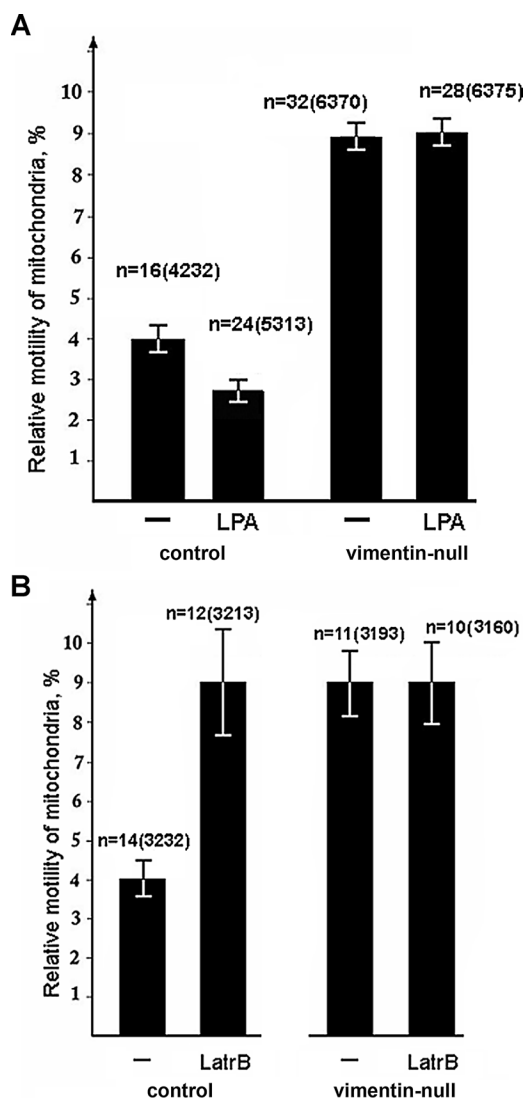 A
Relative motility of mitochondria, %
10
9
8
7
6
5
4
3
2
1
n=16(4232)
n=24(5313)
n=32(6370)
n=28(6375)
— LPA — LPA
control vimentin-null
B
Relative motility of mitochondria, %
10
9
8
7
6
5
4
3
2
1
n=14(3232)
n=12(3213)
n=11(3193)
n=10(3160)
– LatrB – LatrB
control vimentin-null